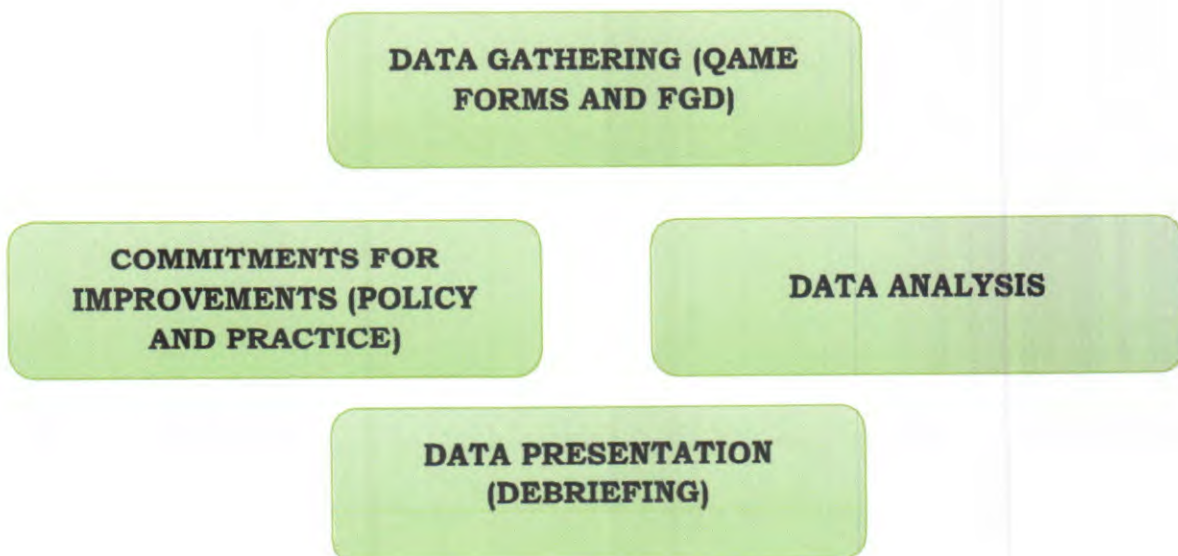 DATA GATHERING (QAME
FORMS AND FGD)
COMMITMENTS FOR
IMPROVEMENTS (POLICY
AND PRACTICE)
DATA ANALYSIS
DATA PRESENTATION
(DEBRIEFING)